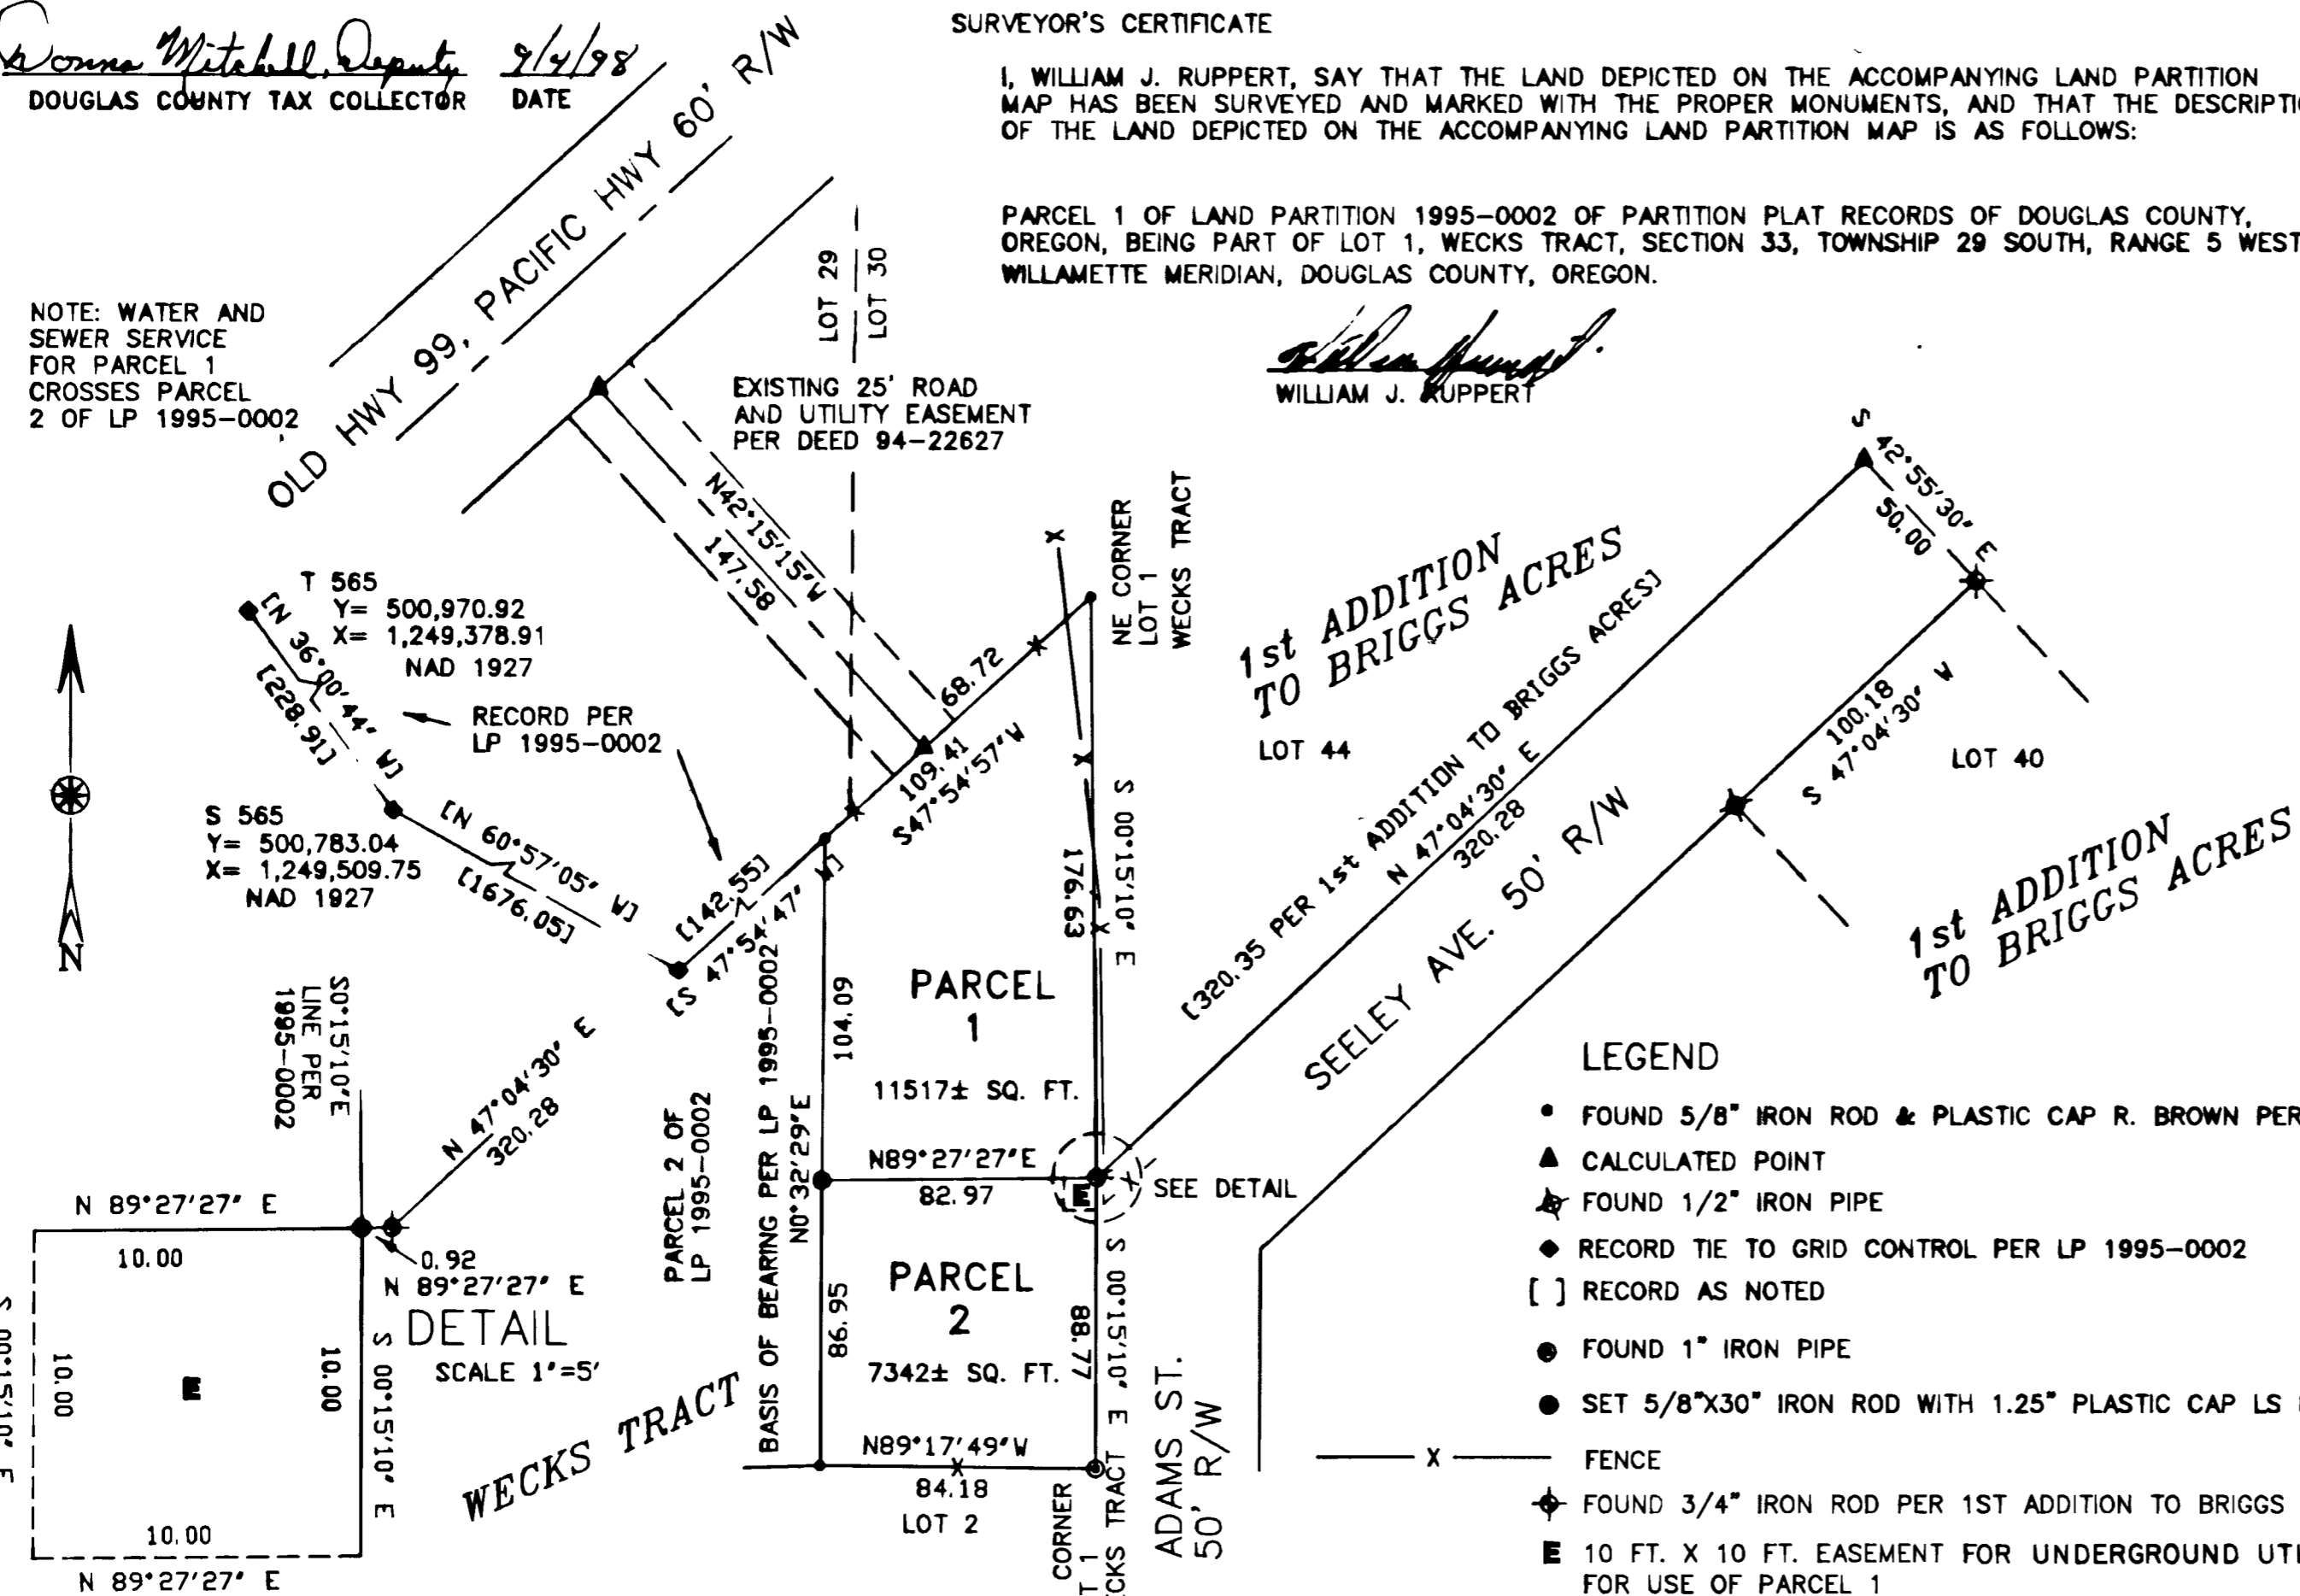 Donna Mitchell, Deputy 9/4/98
DOUGLAS COUNTY TAX COLLECTOR DATE
SURVEYOR'S CERTIFICATE
I, WILLIAM J. RUPPERT, SAY THAT THE LAND DEPICTED ON THE ACCOMPANYING LAND PARTITION
MAP HAS BEEN SURVEYED AND MARKED WITH THE PROPER MONUMENTS, AND THAT THE
OF THE LAND DEPICTED ON THE ACCOMPANYING LAND PARTITION MAP IS AS FOLLOWS:
PARCEL 1 OF LAND PARTITION 1995-0002 OF PARTITION PLAT RECORDS OF DOUGLAS COUNTY,
OREGON, BEING PART OF LOT 1, WECKS TRACT, SECTION 33, TOWNSHIP 29 SOUTH, RANGE 5 WEST
WILLAMETTE MERIDIAN, DOUGLAS COUNTY, OREGON.
WILLIAM J. RUPPERT
NOTE: WATER AND
SEWER SERVICE
FOR PARCEL 1
CROSSES PARCEL
2 OF LP 1995-0002
OLD HWY 99, PACIFIC HWY 60' R/W
LOT 29
LOT 30
EXISTING 25' ROAD
AND UTILITY EASEMENT
PER DEED 94-22627
N42°15'15"W
147.58
NE CORNER
LOT 1
WECKS TRACT
T 565
Y= 500,970.92
X= 1,249,378.91
NAD 1927
[N 36°00'44" W]
[228.91]
RECORD PER
LP 1995-0002
S 565
Y= 500,783.04
X= 1,249,509.75
NAD 1927
[N 60°57'05" W]
[1676.05]
[142.55]
[S 47°54'47" W]
68.72
109.41
S47°54'57"W
X
X
X
S 00°15'10" E
176.63
1st ADDITION
TO BRIGGS ACRES
LOT 44
[320.35 PER 1st ADDITION TO BRIGGS ACRES]
N 47°04'30" E
320.28
SEELEY AVE. 50' R/W
S 42°55'30" E
50.00
100.18
S 47°04'30" W
LOT 40
1st ADDITION
TO BRIGGS ACRES
N
PARCEL
1
11517± SQ. FT.
104.09
BASIS OF BEARING PER LP 1995-0002
N0°32'29"E
PARCEL 2 OF
LP 1995-0002
N89°27'27"E
82.97
E
X
SEE DETAIL
PARCEL
2
7342± SQ. FT.
86.95
88.77
S 00°15'10" E
N89°17'49"W
X
84.18
LOT 2
CORNER
ADAMS ST.
50' R/W
WECKS TRACT
S0°15'10"E
LINE PER
1995-0002
N 47°04'30" E
320.28
N 89°27'27" E
10.00
0.92
N 89°27'27" E
DETAIL
SCALE 1"=5'
10.00
E
10.00
S 00°15'10" E
S 00°15'10" E
10.00
N 89°27'27" E
LEGEND
FOUND 5/8" IRON ROD & PLASTIC CAP R. BROWN PER
CALCULATED POINT
FOUND 1/2" IRON PIPE
RECORD TIE TO GRID CONTROL PER LP 1995-0002
[ ] RECORD AS NOTED
FOUND 1" IRON PIPE
SET 5/8"X30" IRON ROD WITH 1.25" PLASTIC CAP LS
X FENCE
FOUND 3/4" IRON ROD PER 1ST ADDITION TO BRIGGS
E 10 FT. X 10 FT. EASEMENT FOR UNDERGROUND
FOR USE OF PARCEL 1